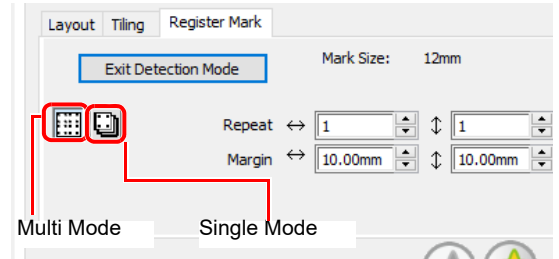 Layout Tiling Register Mark
Exit Detection Mode Mark Size: 12mm
Repeat ↔ 1 ↕ 1
Margin ↔ 10.00mm ↕ 10.00mm
Multi Mode Single Mode